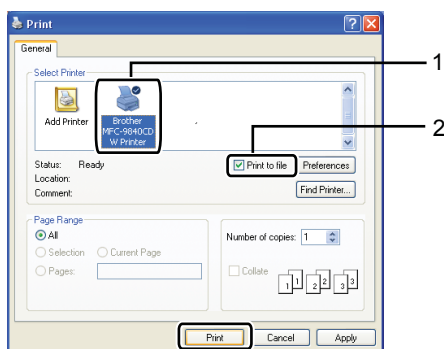 Print
General
1
Select Printer
Add Printer
Brother
MFC-9840CD
W Printer
2
Status: Ready
Print to file
Preferences
Location:
Comment:
Find Printer...
Page Range
All
Number of copies: 1
Selection
Current Page
Pages:
Collate
1 1 2 2 3 3
Print
Cancel
Apply